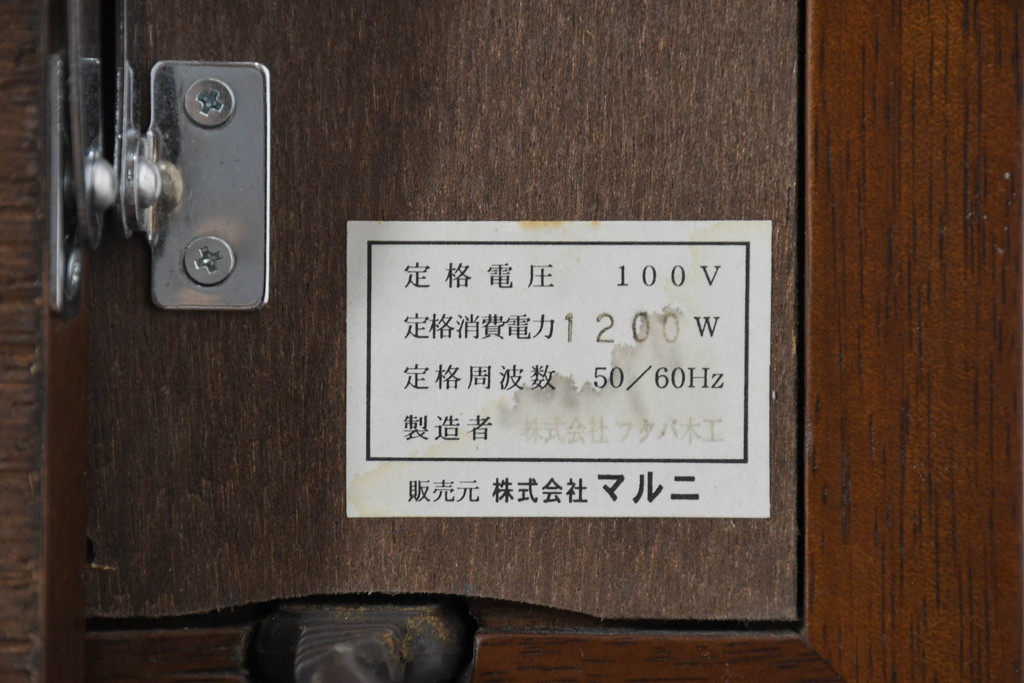 定格電圧 100V
定格消費電力 1200W
定格周波数 50/60Hz
製造者 株式会社フタバ木工
販売元 株式会社マルニ